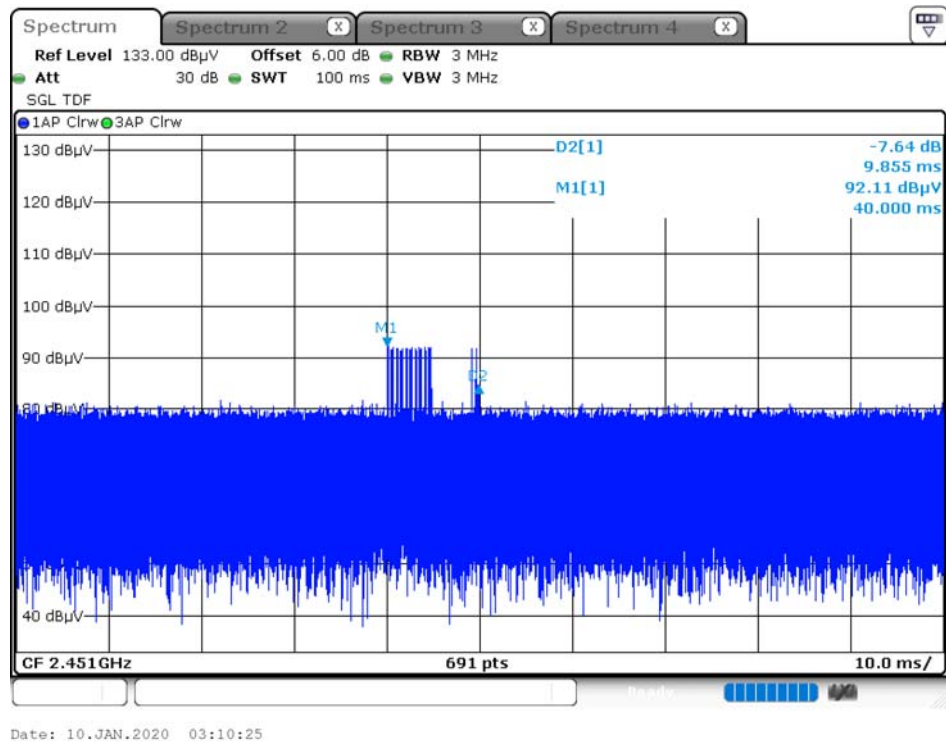 Spectrum Spectrum 2 X Spectrum 3 X Spectrum 4 X
Ref Level 133.00 dBµV Offset 6.00 dB RBW 3 MHz
Att 30 dB SWT 100 ms VBW 3 MHz
SGL TDF
1AP Clrw 3AP Clrw
130 dBµV D2[1] -7.64 dB
9.855 ms
M1[1] 92.11 dBµV
120 dBµV 40.000 ms
110 dBµV
100 dBµV
M1
90 dBµV
D2
80 dBµV
40 dBµV
CF 2.451GHz 691 pts 10.0 ms/
Ready
Date: 10.JAN.2020 03:10:25